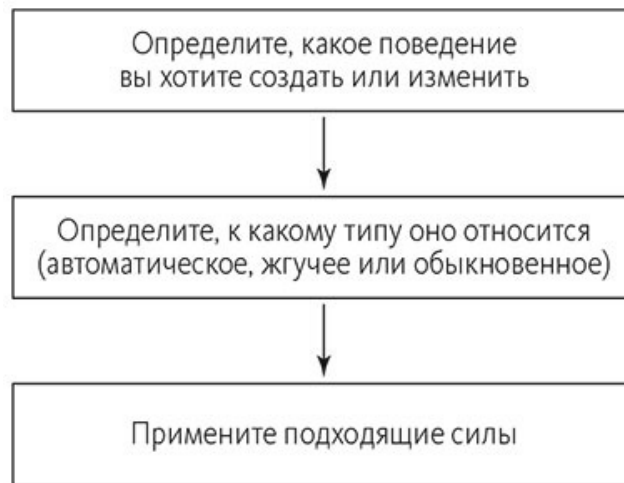 Определите, какое поведение
вы хотите создать или изменить
Определите, к какому типу оно относится
(автоматическое, жгучее или обыкновенное)
Примените подходящие силы